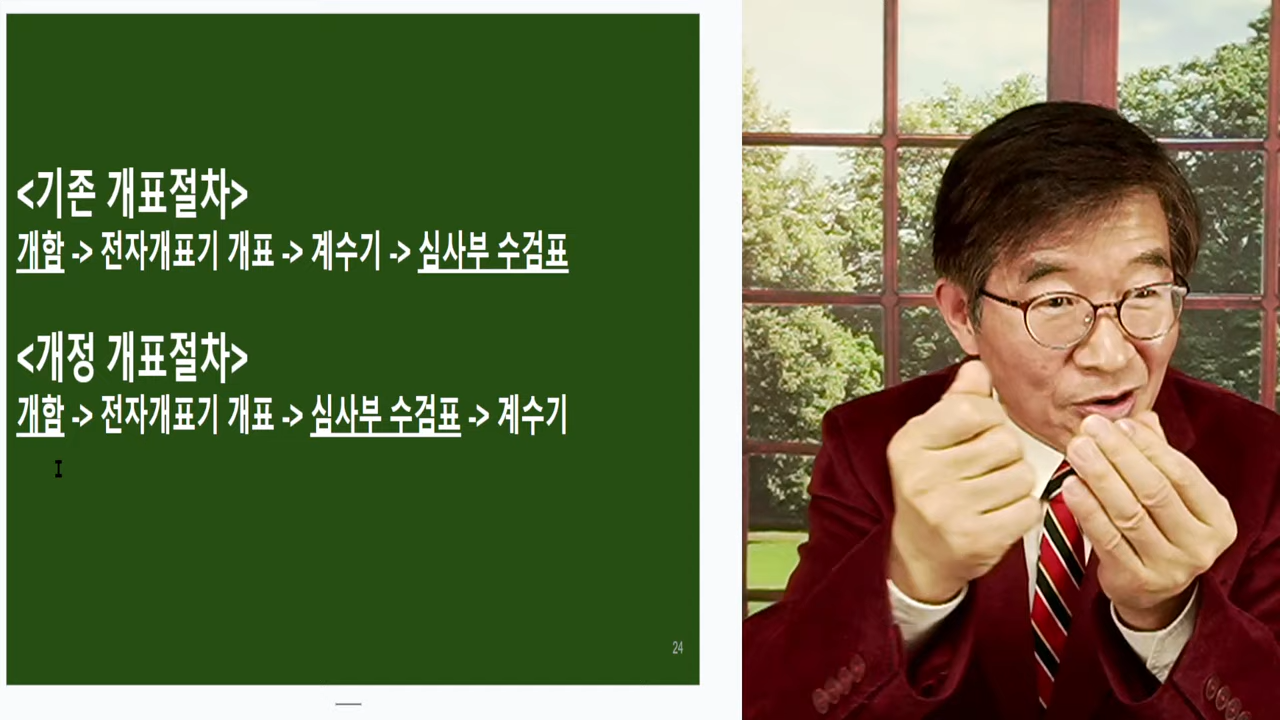 <기존 개표절차>
개함 -> 전자개표기 개표 -> 계수기 -> 심사부 수검표
<개정 개표절차>
개함 -> 전자개표기 개표 -> 심사부 수검표 -> 계수기
24